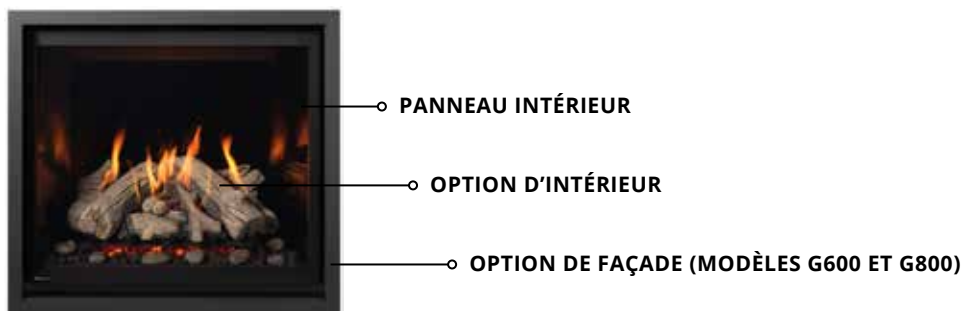 PANNEAU INTÉRIEUR
OPTION D’INTÉRIEUR
OPTION DE FAÇADE (MODÈLES G600 ET G800)